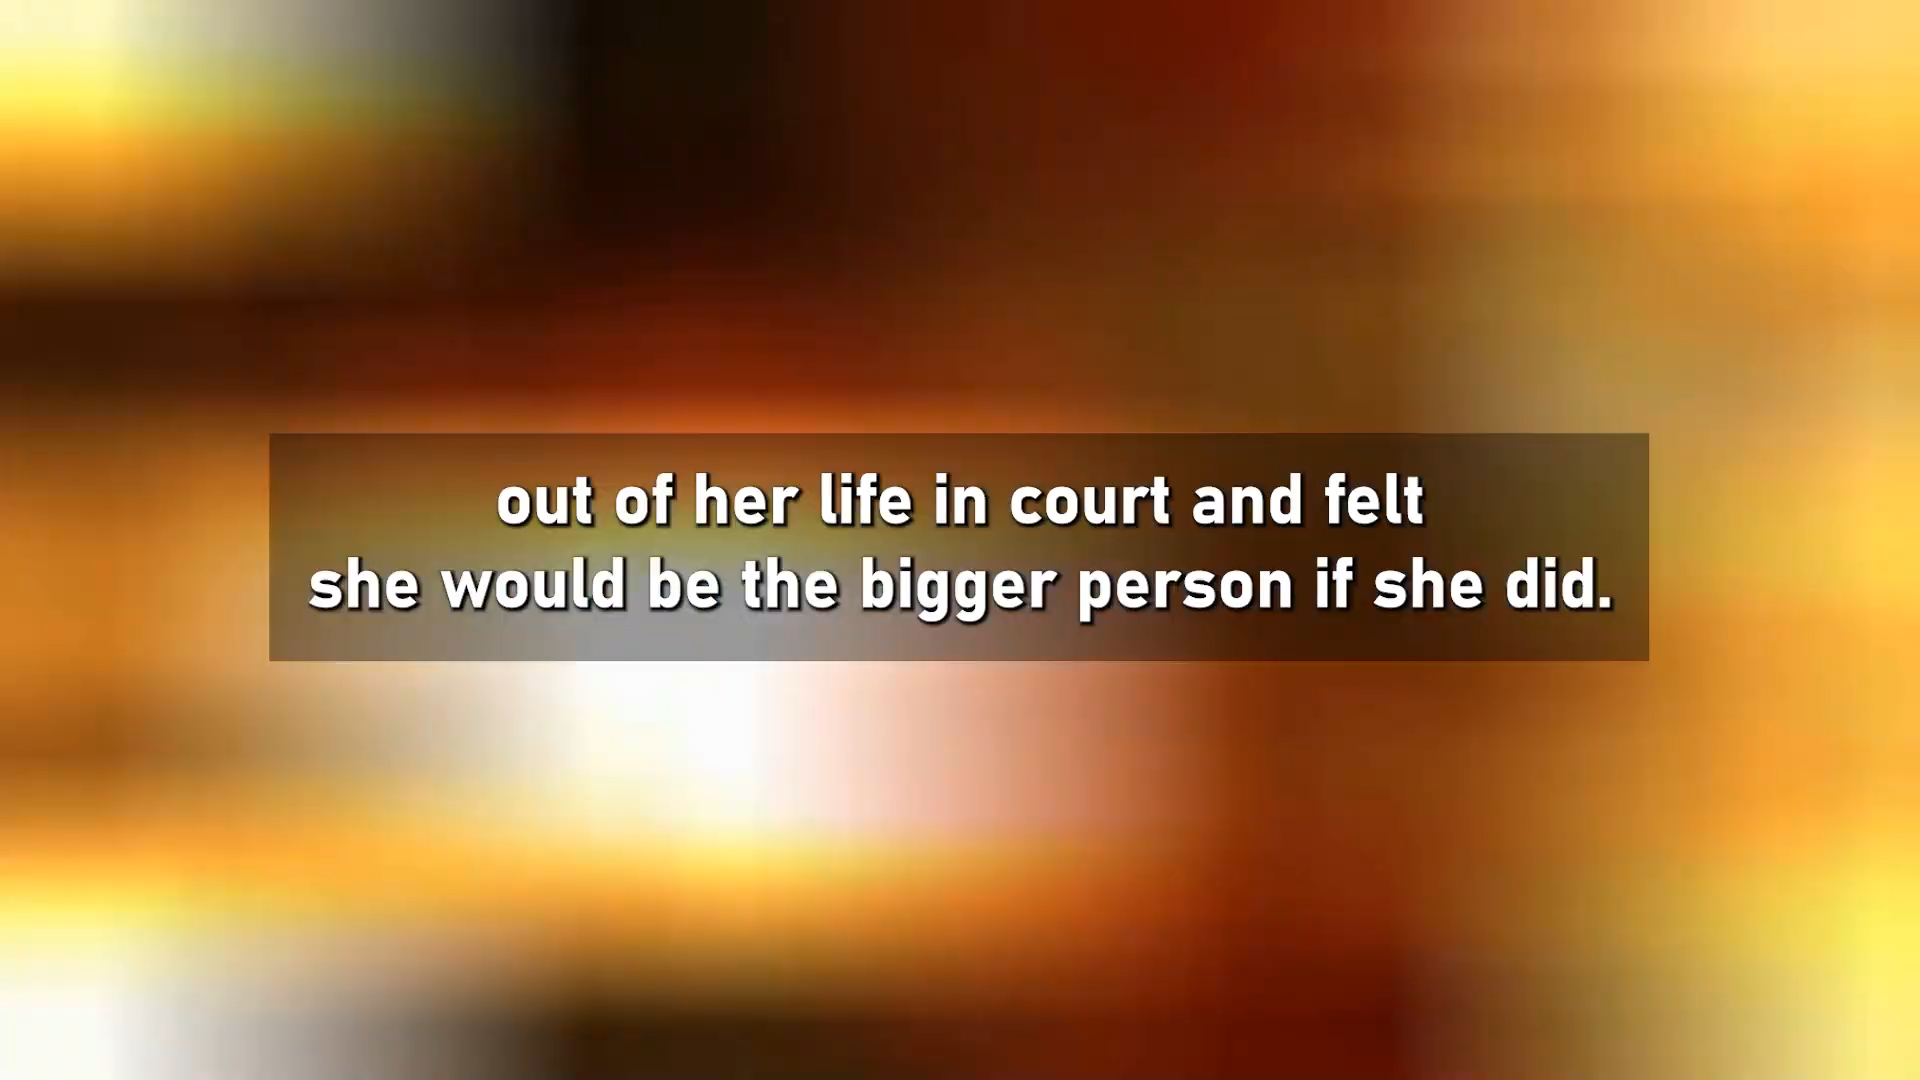 out of her life in court and felt
she would be the bigger person if she did.